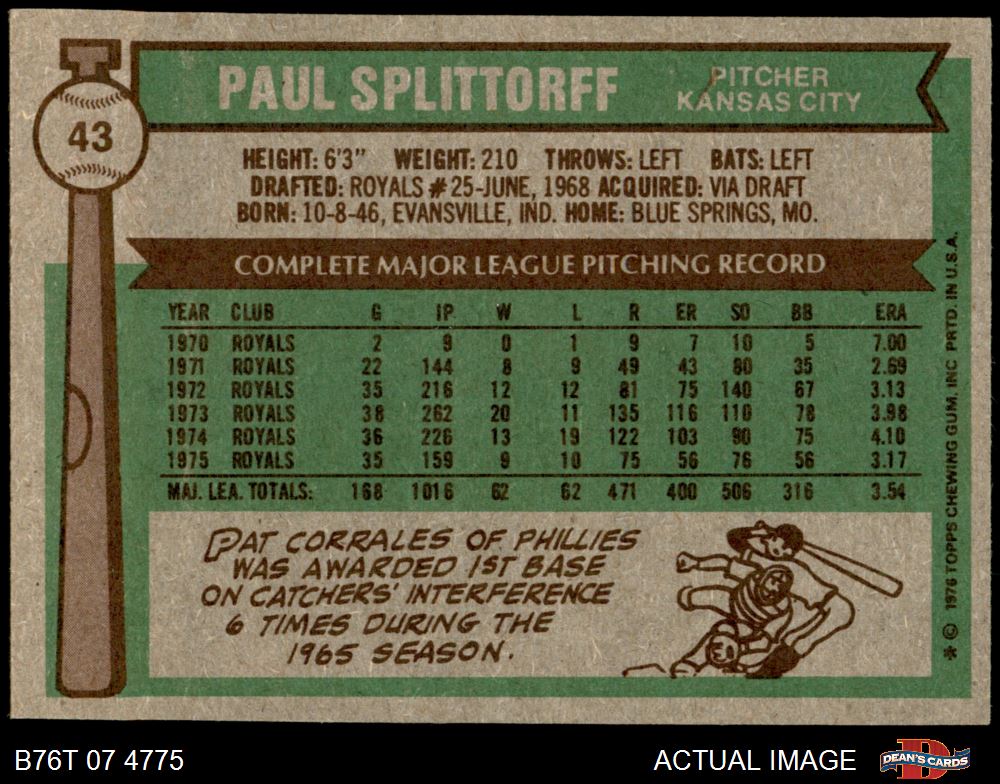 43
PAUL SPLITTORFF
PITCHER
KANSAS CITY
HEIGHT: 6'3" WEIGHT: 210 THROWS: LEFT BATS: LEFT
DRAFTED: ROYALS #25-JUNE, 1968 ACQUIRED: VIA DRAFT
BORN: 10-8-46, EVANSVILLE, IND. HOME: BLUE SPRINGS, MO.
COMPLETE MAJOR LEAGUE PITCHING RECORD
YEAR CLUB G IP W L R ER SO BB ERA
1970 ROYALS 2 9 0 1 9 7 10 5 7.00
1971 ROYALS 22 144 8 9 49 43 80 35 2.69
1972 ROYALS 35 216 12 12 81 75 140 67 3.13
1973 ROYALS 38 262 20 11 135 116 110 78 3.98
1974 ROYALS 36 226 13 19 122 103 90 75 4.10
1975 ROYALS 35 159 9 10 75 56 76 56 3.17
MAJ. LEA. TOTALS: 168 1016 62 62 471 400 506 316 3.54
PAT CORRALES OF PHILLIES
WAS AWARDED 1ST BASE
ON CATCHERS' INTERFERENCE
6 TIMES DURING THE
1965 SEASON.
* © 1976 TOPPS CHEWING GUM, INC PRTD. IN U.S.A.
B76T 07 4775
ACTUAL IMAGE
DEAN'S CARDS